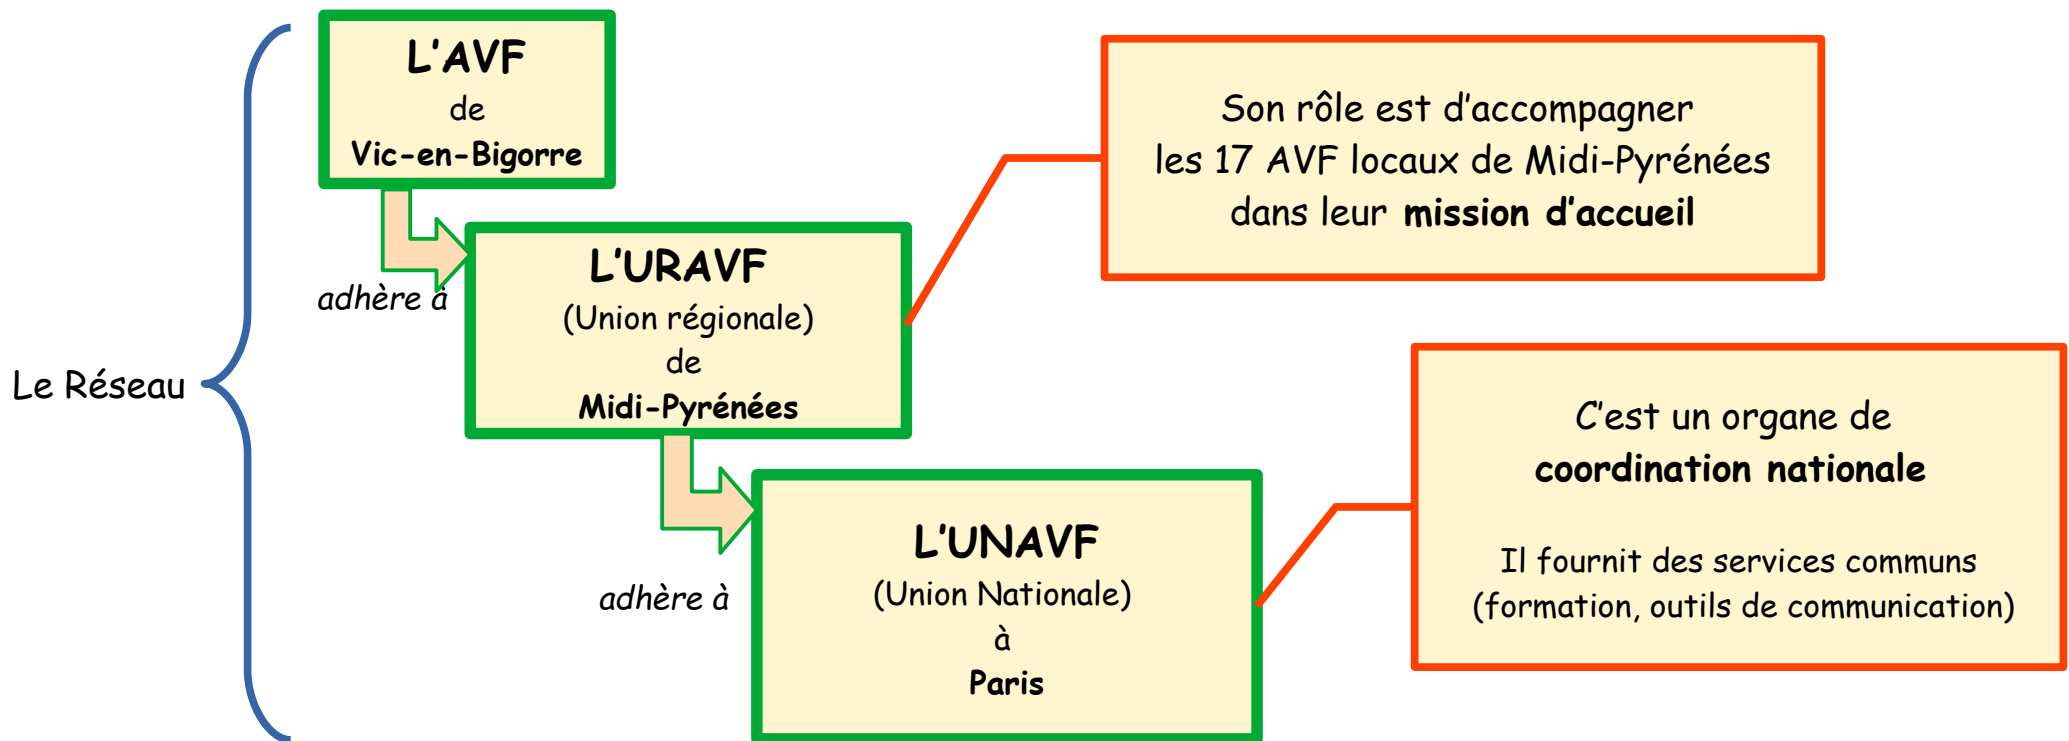 Le Réseau
L'AVF
de
Vic-en-Bigorre
adhère à
L'URAVF
(Union régionale)
de
Midi-Pyrénées
Son rôle est d'accompagner
les 17 AVF locaux de Midi-Pyrénées
dans leur mission d'accueil
adhère à
L'UNAVF
(Union Nationale)
à
Paris
C'est un organe de
coordination nationale
Il fournit des services communs
(formation, outils de communication)